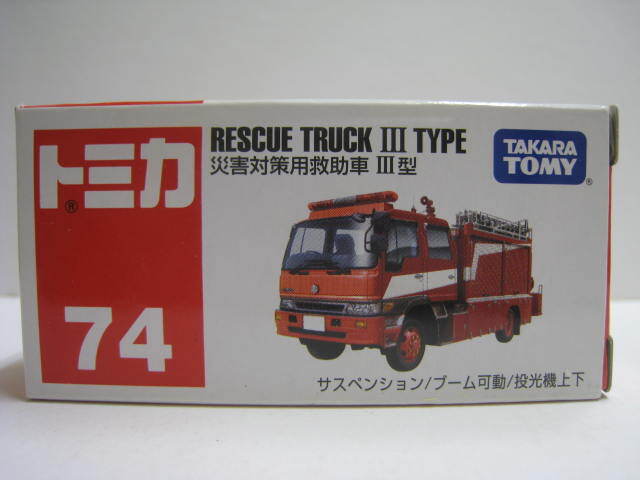 トミカ®
74
RESCUE TRUCK III TYPE
災害対策用救助車 III型
TAKARA
TOMY®
サスペンション/ブーム可動/投光機上下